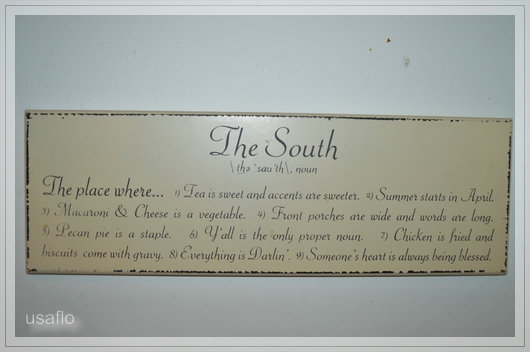 The South
\ thə ˈsau̇th\, noun
The place where... 1) Tea is sweet and accents are sweeter. 2) Summer starts in April.
3) Macaroni & Cheese is a vegetable. 4) Front porches are wide and words are long.
5) Pecan pie is a staple. 6) Y'all is the only proper noun. 7) Chicken is fried and
biscuits come with gravy. 8) Everything is Darlin'. 9) Someone's heart is always being blessed.
usaflo